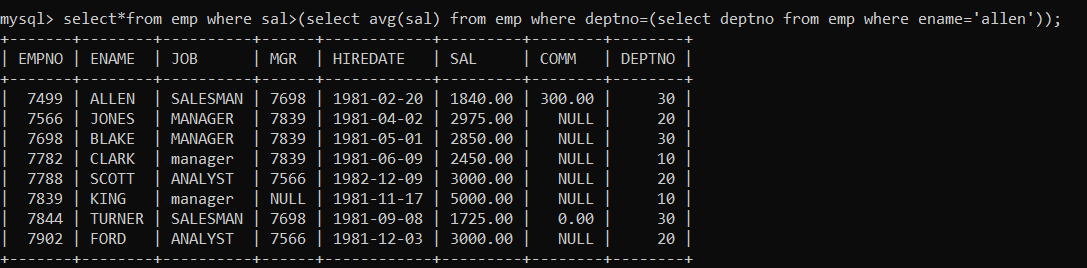 mysql> select*from emp where sal>(select avg(sal) from emp where deptno=(select deptno from emp where ename='allen'));
+-------+--------+----------+------+------------+---------+--------+--------+
| EMPNO | ENAME  | JOB      | MGR  | HIREDATE   | SAL     | COMM   | DEPTNO |
+-------+--------+----------+------+------------+---------+--------+--------+
|  7499 | ALLEN  | SALESMAN | 7698 | 1981-02-20 | 1840.00 | 300.00 |     30 |
|  7566 | JONES  | MANAGER  | 7839 | 1981-04-02 | 2975.00 |   NULL |     20 |
|  7698 | BLAKE  | MANAGER  | 7839 | 1981-05-01 | 2850.00 |   NULL |     30 |
|  7782 | CLARK  | manager  | 7839 | 1981-06-09 | 2450.00 |   NULL |     10 |
|  7788 | SCOTT  | ANALYST  | 7566 | 1982-12-09 | 3000.00 |   NULL |     20 |
|  7839 | KING   | manager  | NULL | 1981-11-17 | 5000.00 |   NULL |     10 |
|  7844 | TURNER | SALESMAN | 7698 | 1981-09-08 | 1725.00 |   0.00 |     30 |
|  7902 | FORD   | ANALYST  | 7566 | 1981-12-03 | 3000.00 |   NULL |     20 |
+-------+--------+----------+------+------------+---------+--------+--------+